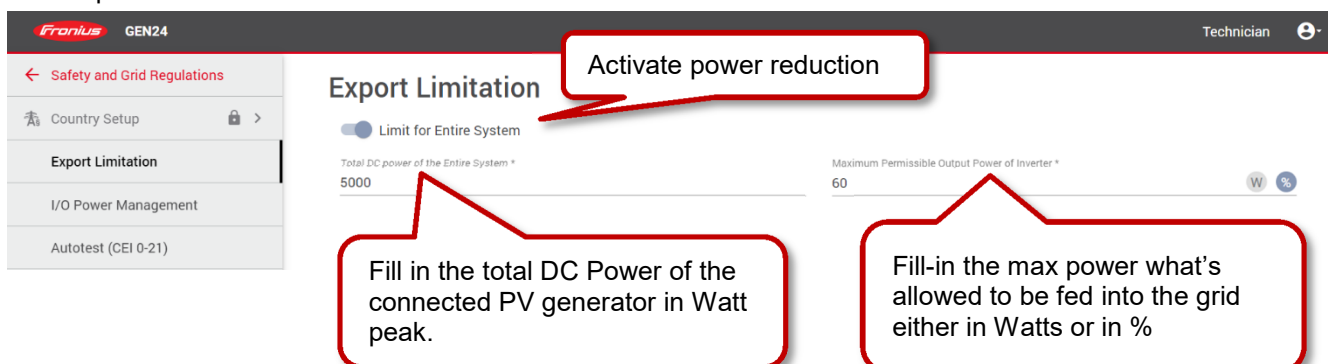 Fronius GEN24
Technician
Activate power reduction
Safety and Grid Regulations
Export Limitation
Country Setup
Limit for Entire System
Export Limitation
Total DC power of the Entire System *
Maximum Permissible Output Power of Inverter *
5000
60
W %
I/O Power Management
Autotest (CEI 0-21)
Fill in the total DC Power of the
connected PV generator in Watt
peak.
Fill-in the max power what's
allowed to be fed into the grid
either in Watts or in %